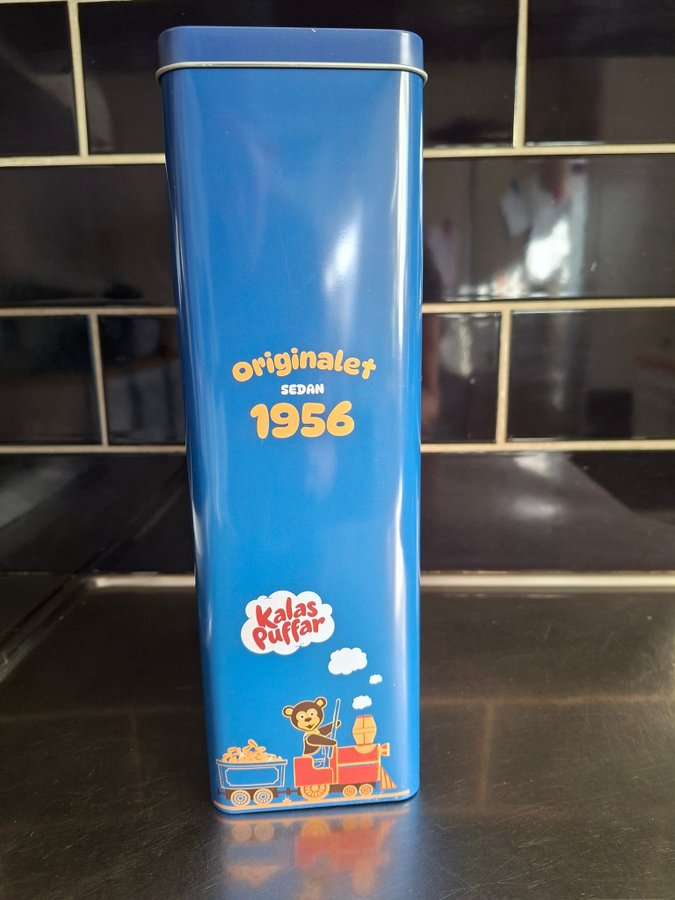 Originalet
SEDAN
1956
Kalas
Puffar